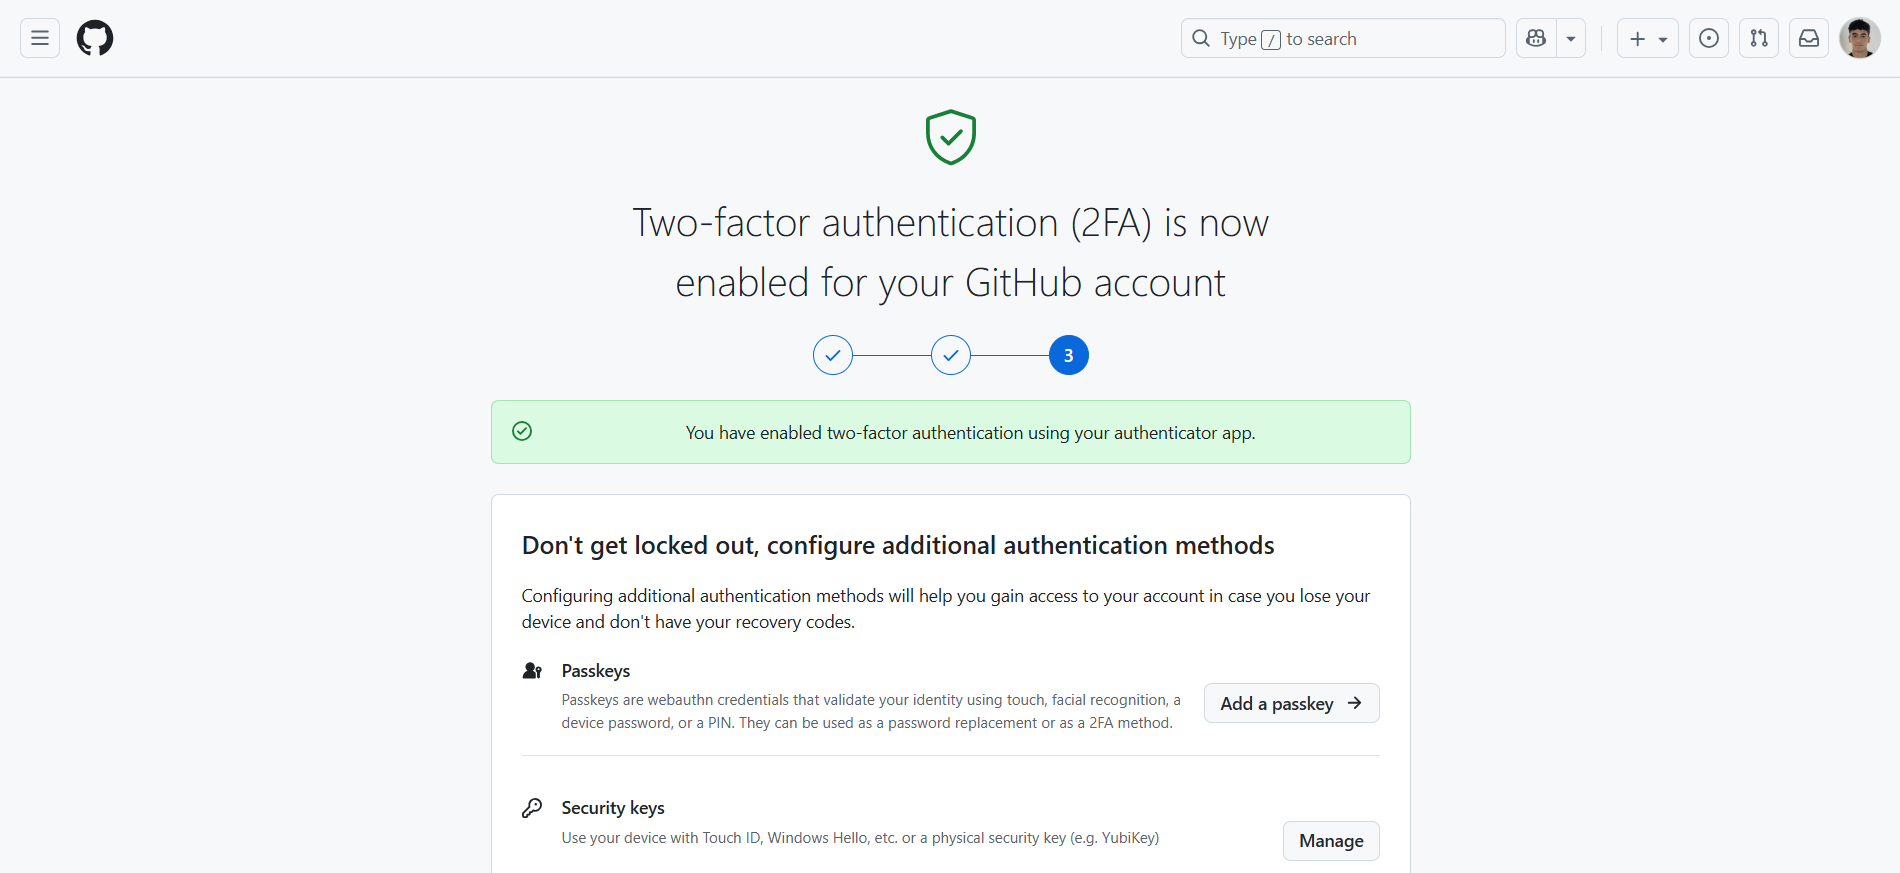 Type / to search
Two-factor authentication (2FA) is now
enabled for your GitHub account
3
You have enabled two-factor authentication using your authenticator app.
Don't get locked out, configure additional authentication methods
Configuring additional authentication methods will help you gain access to your account in case you lose your
device and don't have your recovery codes.
Passkeys
Passkeys are webauthn credentials that validate your identity using touch, facial recognition, a
device password, or a PIN. They can be used as a password replacement or as a 2FA method.
Add a passkey
Security keys
Use your device with Touch ID, Windows Hello, etc. or a physical security key (e.g. YubiKey)
Manage